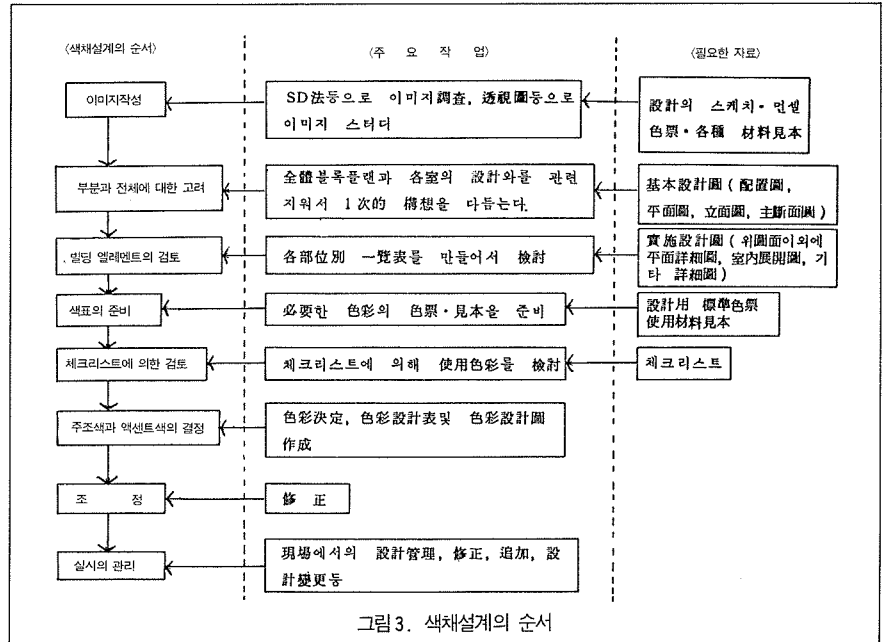 〈색채설계의 순서〉
〈주 요 작 업〉
〈필요한 자료〉
이미지작성
SD法등으로 이미지調査, 透視圖등으로
이미지 스터디
設計의 스케치·먼셀
色票·各種 材料見本
부분과 전체에 대한 고려
全體블록플랜과 各室의 設計와를 관련
지워서 1次的 構想을 다듬는다.
基本設計圖(配置圖,
平面圖, 立面圖, 主斷面圖)
빌딩 엘레멘트의 검토
各部位別 一覽表를 만들어서 檢討
實施設計圖(위圖面이외에
平面詳細圖, 室內展開圖, 기
타 詳細圖)
색표의 준비
必要한 色彩의 色票·見本을 준비
設計用 標準色票
使用材料見本
체크리스트에 의한 검토
체크리스트에 의해 使用色彩를 檢討
체크리스트
주조색과 액센트색의 결정
色彩決定, 色彩設計表및 色彩設計圖
作成
조 정
修 正
실시의 관리
現場에서의 設計管理, 修正, 追加, 設
計變更등
그림3. 색채설계의 순서